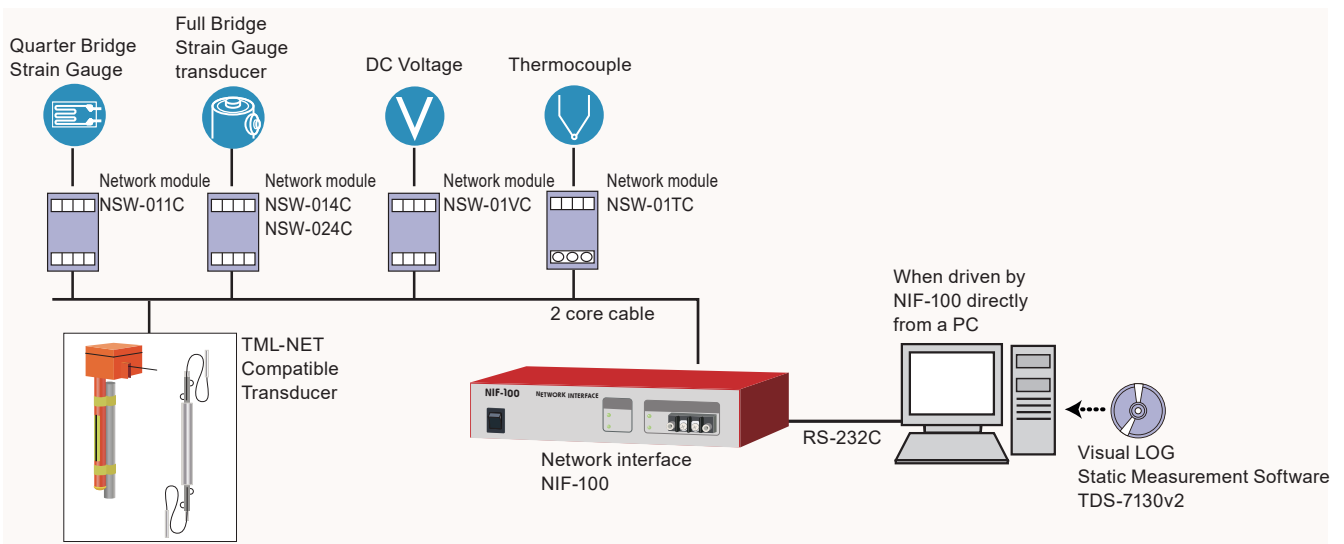 Quarter Bridge
Strain Gauge
Full Bridge
Strain Gauge
transducer
DC Voltage
Thermocouple
V
Network module
NSW-011C
Network module
NSW-014C
NSW-024C
Network module
NSW-01VC
Network module
NSW-01TC
2 core cable
TML-NET
Compatible
Transducer
When driven by
NIF-100 directly
from a PC
NIF-100 NETWORK INTERFACE
Network interface
NIF-100
RS-232C
Visual LOG
Static Measurement Software
TDS-7130v2